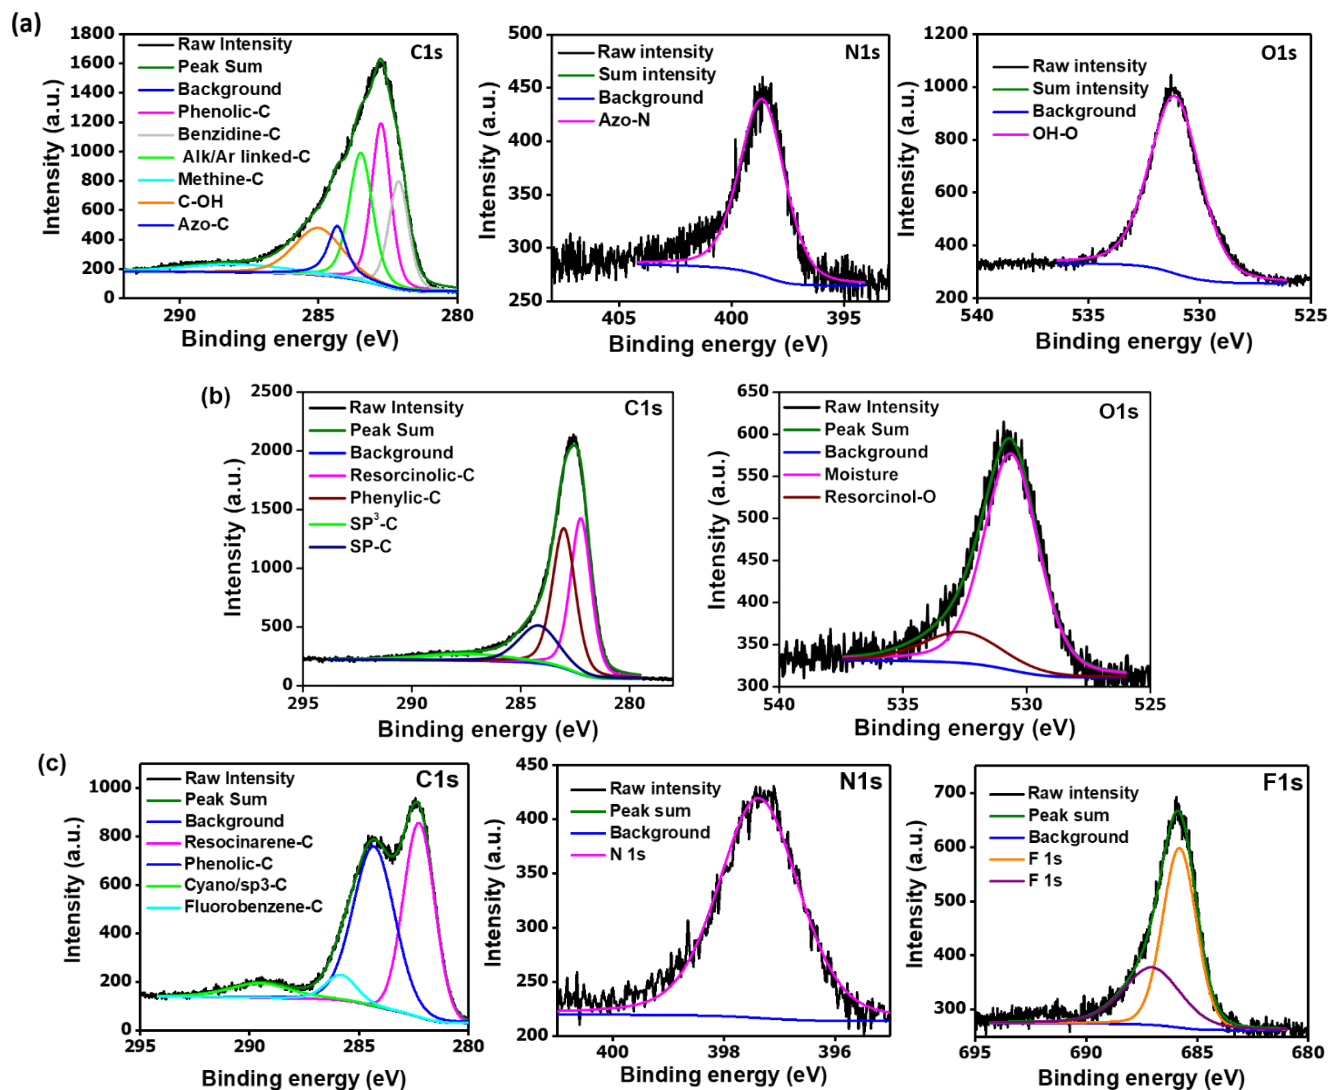 (a)
Raw Intensity
Peak Sum
Background
Phenolic-C
Benzidine-C
Alk/Ar linked-C
Methine-C
C-OH
Azo-C
C1s
1800
1600
1400
1200
1000
800
600
400
200
0
290
285
280
Intensity (a.u.)
Binding energy (eV)
Raw intensity
Sum intensity
Background
Azo-N
N1s
500
450
400
350
300
250
405
400
395
Intensity (a.u.)
Binding energy (eV)
Raw intensity
Sum intensity
Background
OH-O
O1s
1200
1000
800
600
400
200
540
535
530
525
Intensity (a.u.)
Binding energy (eV)
(b)
Raw Intensity
Peak Sum
Background
Resorcinolic-C
Phenylic-C
SP³-C
SP-C
C1s
2500
2000
1500
1000
500
0
295
290
285
280
Intensity (a.u.)
Binding energy (eV)
Raw Intensity
Peak Sum
Background
Moisture
Resorcinol-O
O1s
650
600
550
500
450
400
350
300
540
535
530
525
Intensity (a.u.)
Binding energy (eV)
(c)
Raw Intensity
Peak Sum
Background
Resocinarene-C
Phenolic-C
Cyano/sp3-C
Fluorobenzene-C
C1s
1000
800
600
400
200
0
295
290
285
280
Intensity (a.u.)
Binding energy (eV)
Raw intensity
Peak sum
Background
N 1s
N1s
450
400
350
300
250
200
400
398
396
Intensity (a.u.)
Binding energy (eV)
Raw intensity
Peak sum
Background
F 1s
F 1s
F1s
700
600
500
400
300
695
690
685
680
Intensity (a.u.)
Binding energy (eV)